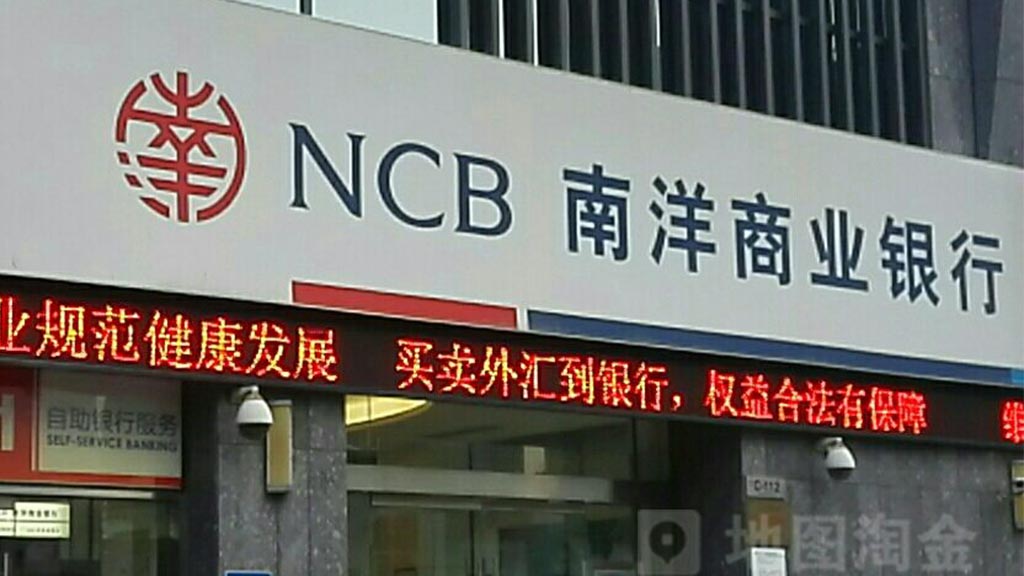 NCB 南洋商业银行
业规范健康发展 买卖外汇到银行，权益合法有保障
自助银行服务
SELF-SERVICE BANKING
C-112
地图淘金